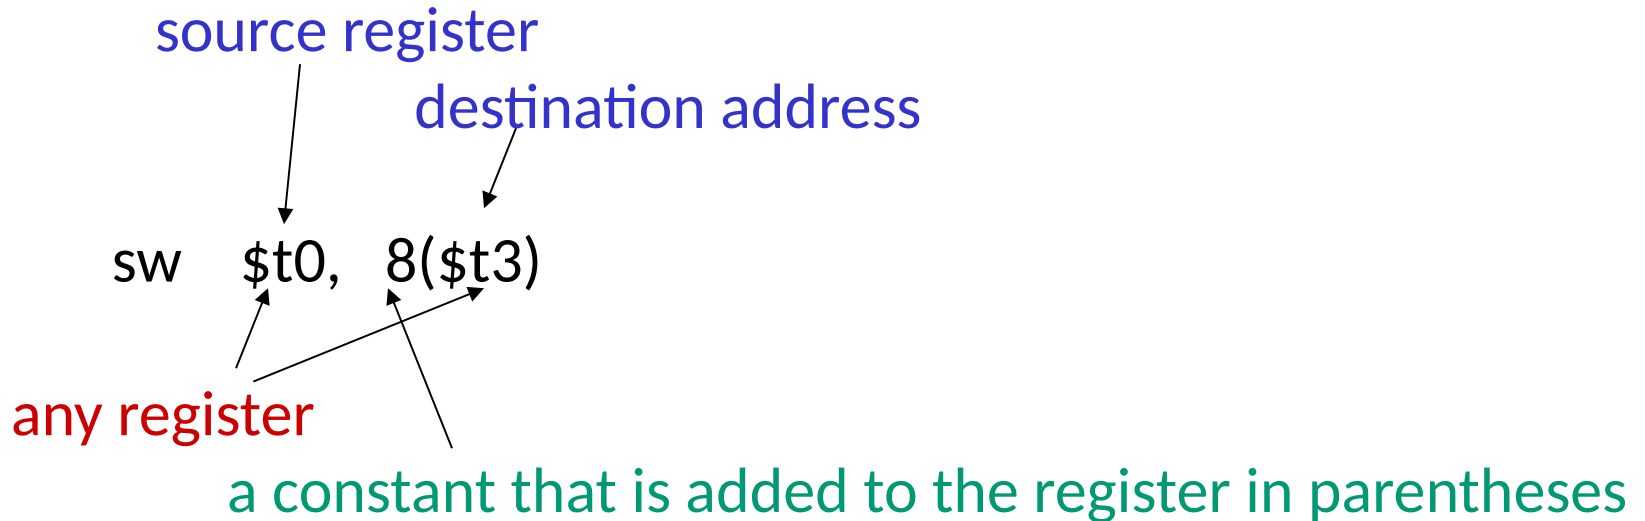 source register
destination address
sw $t0, 8($t3)
any register
a constant that is added to the register in parentheses